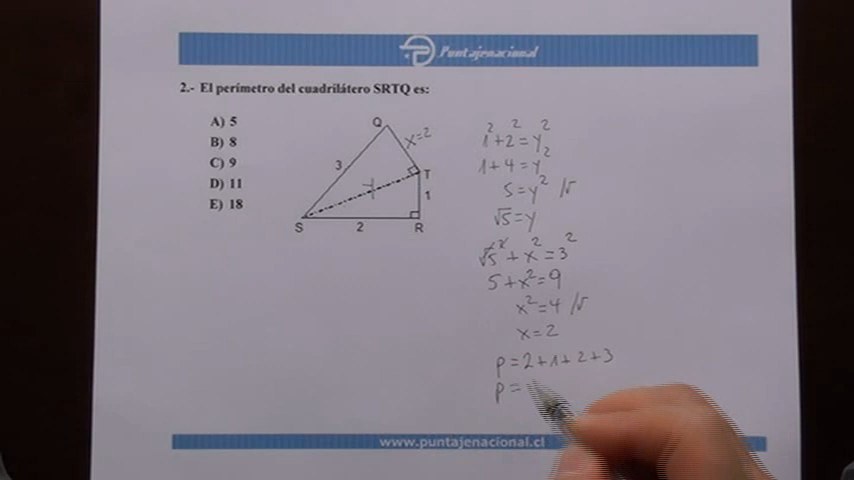 Puntajenacional
2.- El perímetro del cuadrilátero SRTQ es:
A) 5
B) 8
C) 9
D) 11
E) 18
Q
x=2
3
T
y
1
S
2
R
1² + 2² = y²
1 + 4 = y²
5 = y² /√
√5 = y
√5² + x² = 3²
5 + x² = 9
x² = 4 /√
x = 2
P = 2 + 1 + 2 + 3
P =
www.puntajenacional.cl